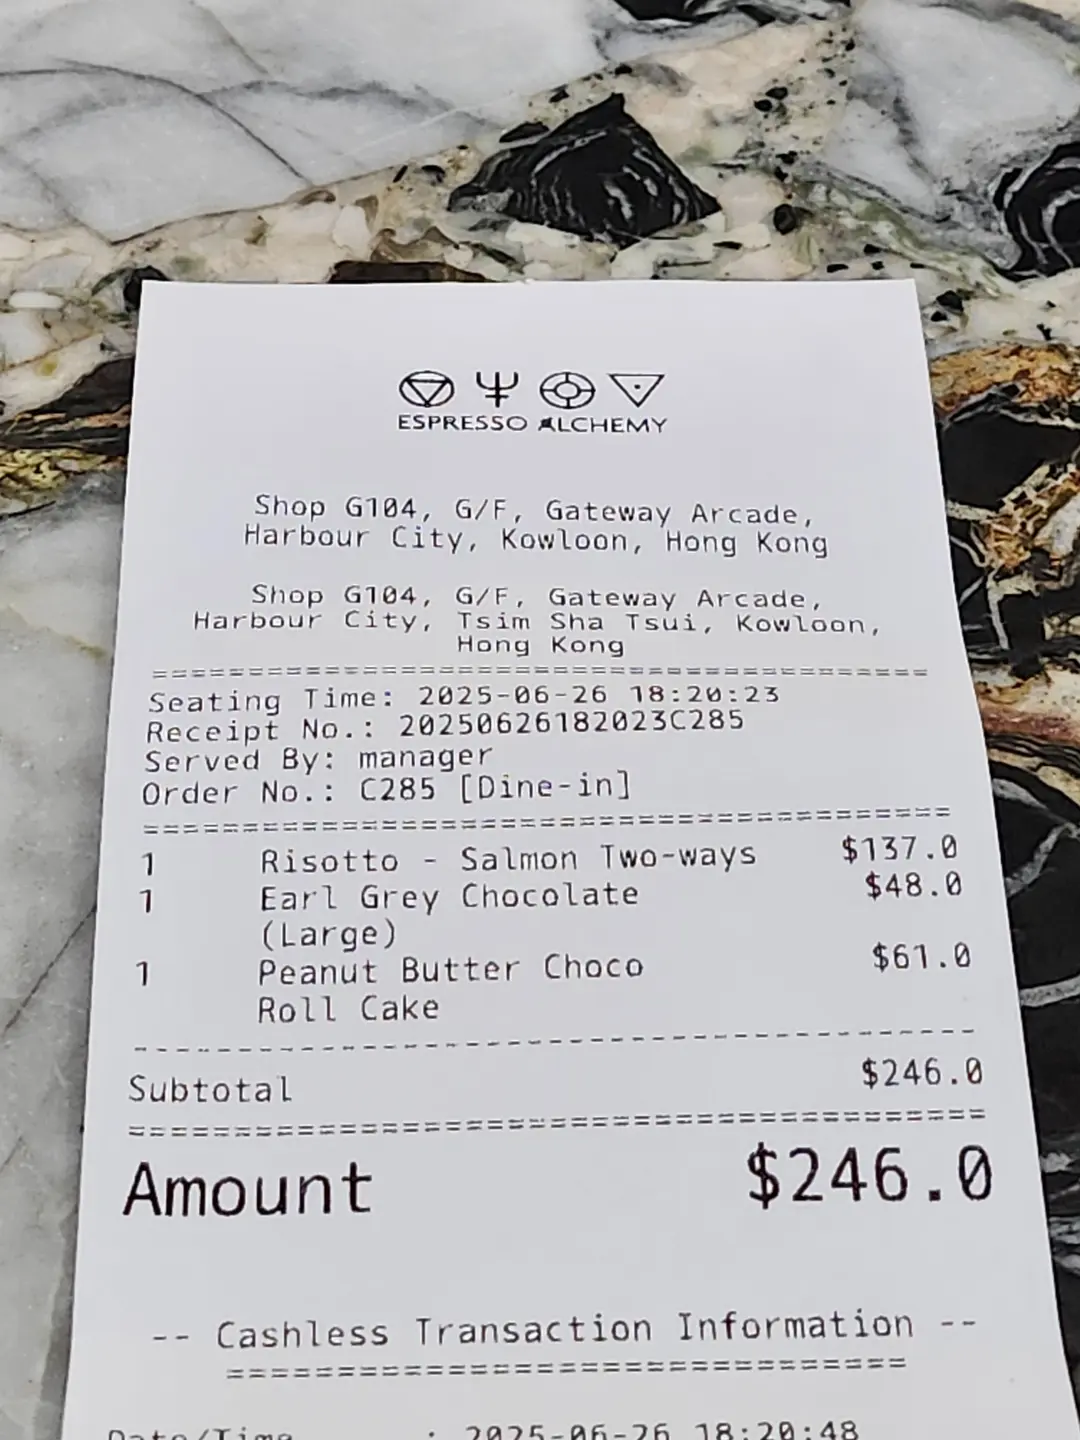 ESPRESSO ALCHEMY
Shop G104, G/F, Gateway Arcade,
Harbour City, Kowloon, Hong Kong
Shop G104, G/F, Gateway Arcade,
Harbour City, Tsim Sha Tsui, Kowloon,
Hong Kong
==========================================
Seating Time: 2025-06-26 18:20:23
Receipt No.: 20250626182023C285
Served By: manager
Order No.: C285 [Dine-in]
==========================================
1 Risotto - Salmon Two-ways $137.0
1 Earl Grey Chocolate $48.0
(Large)
1 Peanut Butter Choco $61.0
Roll Cake
------------------------------------------
Subtotal $246.0
==========================================
Amount $246.0
-- Cashless Transaction Information --
================================
Date/Time : 2025-06-26 18:20:48